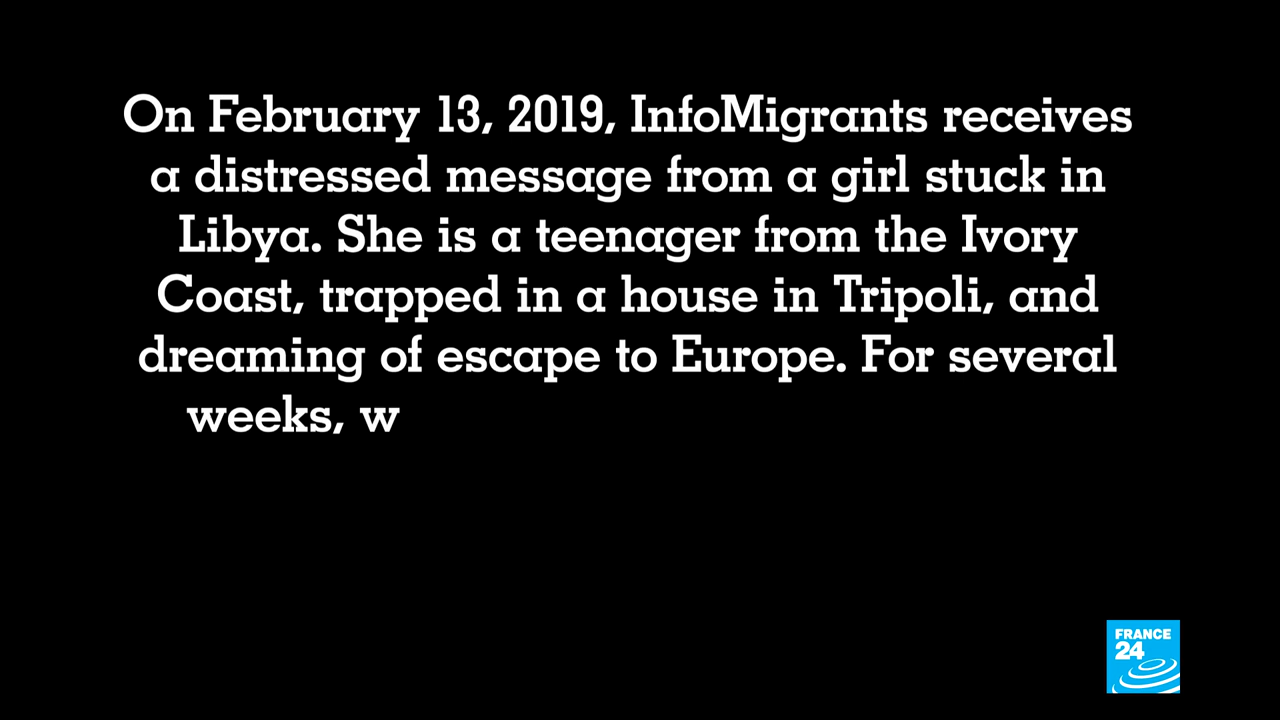 On February 13, 2019, InfoMigrants receives
a distressed message from a girl stuck in
Libya. She is a teenager from the Ivory
Coast, trapped in a house in Tripoli, and
dreaming of escape to Europe. For several
weeks, w
FRANCE
24